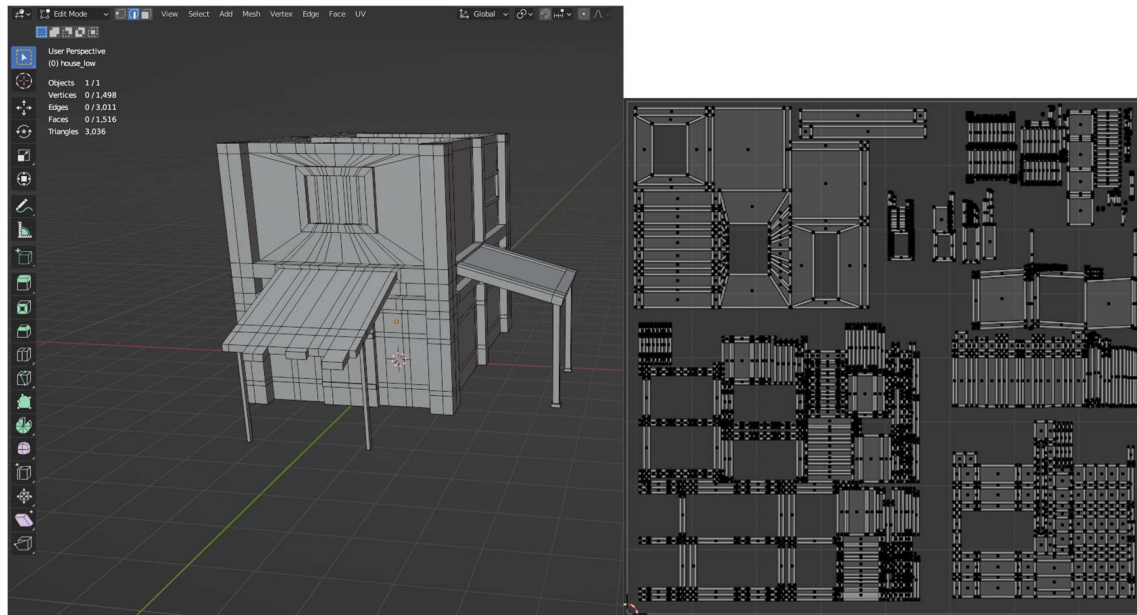 Edit Mode View Select Add Mesh Vertex Edge Face UV Global
User Perspective
(0) house_low
Objects 1/1
Vertices 0/1,498
Edges 0/3,011
Faces 0/1,516
Triangles 3,036